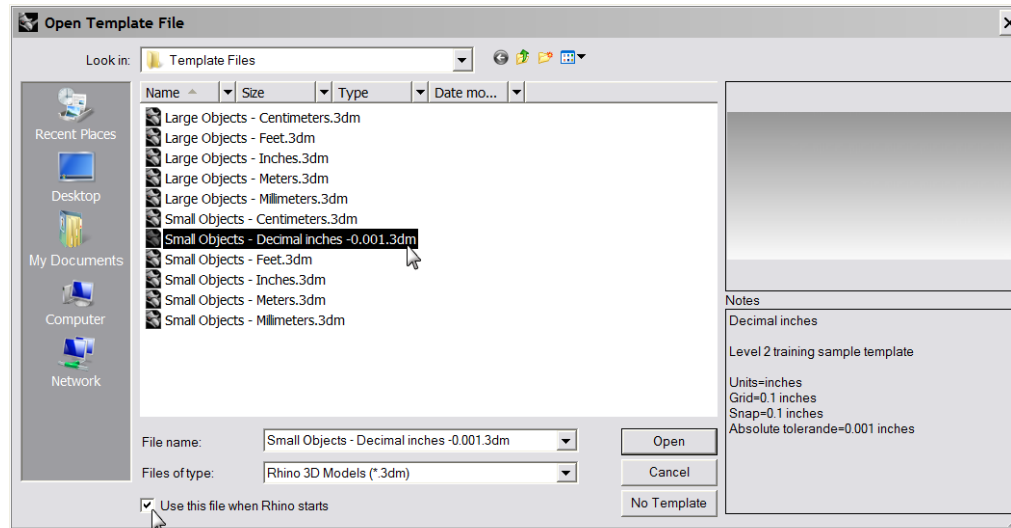 Open Template File
Look in:
Template Files
Name
Size
Type
Date mo...
Recent Places
Desktop
My Documents
Computer
Network
Large Objects - Centimeters.3dm
Large Objects - Feet.3dm
Large Objects - Inches.3dm
Large Objects - Meters.3dm
Large Objects - Millimeters.3dm
Small Objects - Centimeters.3dm
Small Objects - Decimal inches -0.001.3dm
Small Objects - Feet.3dm
Small Objects - Inches.3dm
Small Objects - Meters.3dm
Small Objects - Millimeters.3dm
Notes
Decimal inches
Level 2 training sample template
Units=inches
Grid=0.1 inches
Snap=0.1 inches
Absolute tolerande=0.001 inches
File name:
Small Objects - Decimal inches -0.001.3dm
Open
Files of type:
Rhino 3D Models (*.3dm)
Cancel
Use this file when Rhino starts
No Template